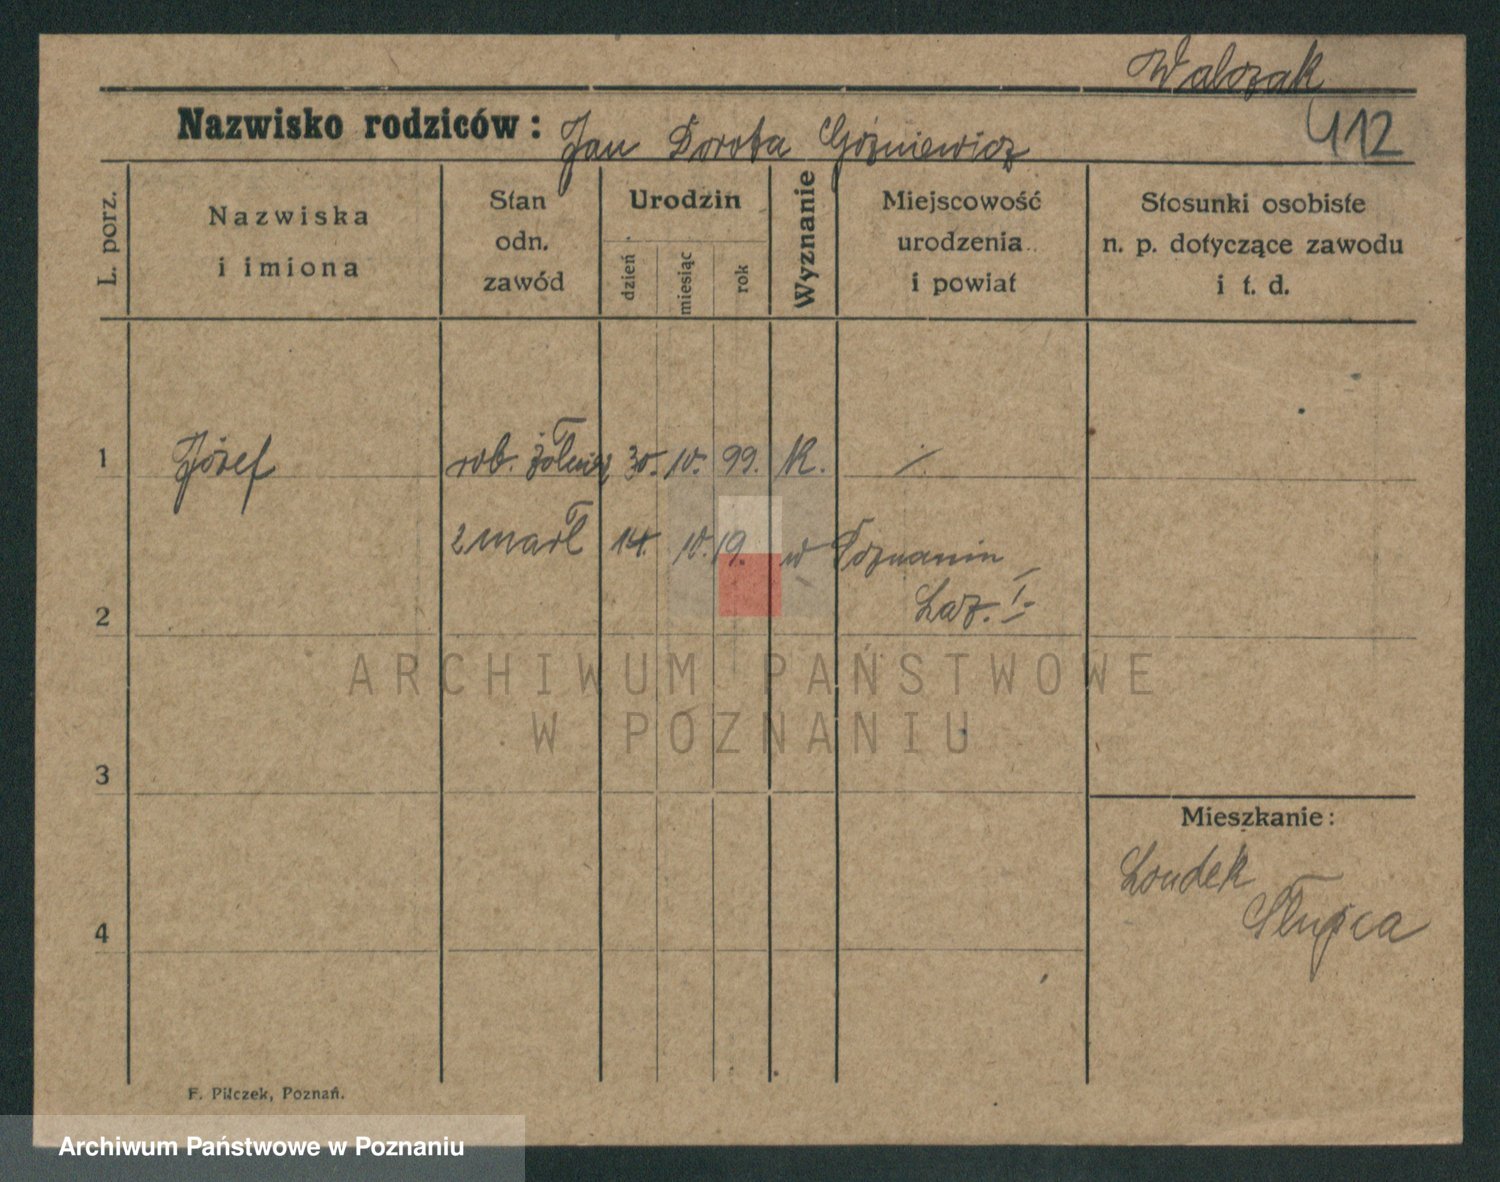 Walczak
412
Nazwisko rodziców: Jan Dorota Góźniewicz
L. porz.
Nazwiska
i imiona
Stan
odn.
zawód
Urodzin
dzień
miesiąc
rok
Wyznanie
Miejscowość
urodzenia
i powiat
Stosunki osobiste
n. p. dotyczące zawodu
i t. d.
1 Józef rob. żołnierz 30. 10. 99. K.
zmarł 14. 10. 19. w Poznaniu
2 Laz. I.
ARCHIWUM PAŃSTWOWE
W POZNANIU
3
Mieszkanie:
Londek
Słupca
4
F. Pilczek, Poznań.
Archiwum Państwowe w Poznaniu